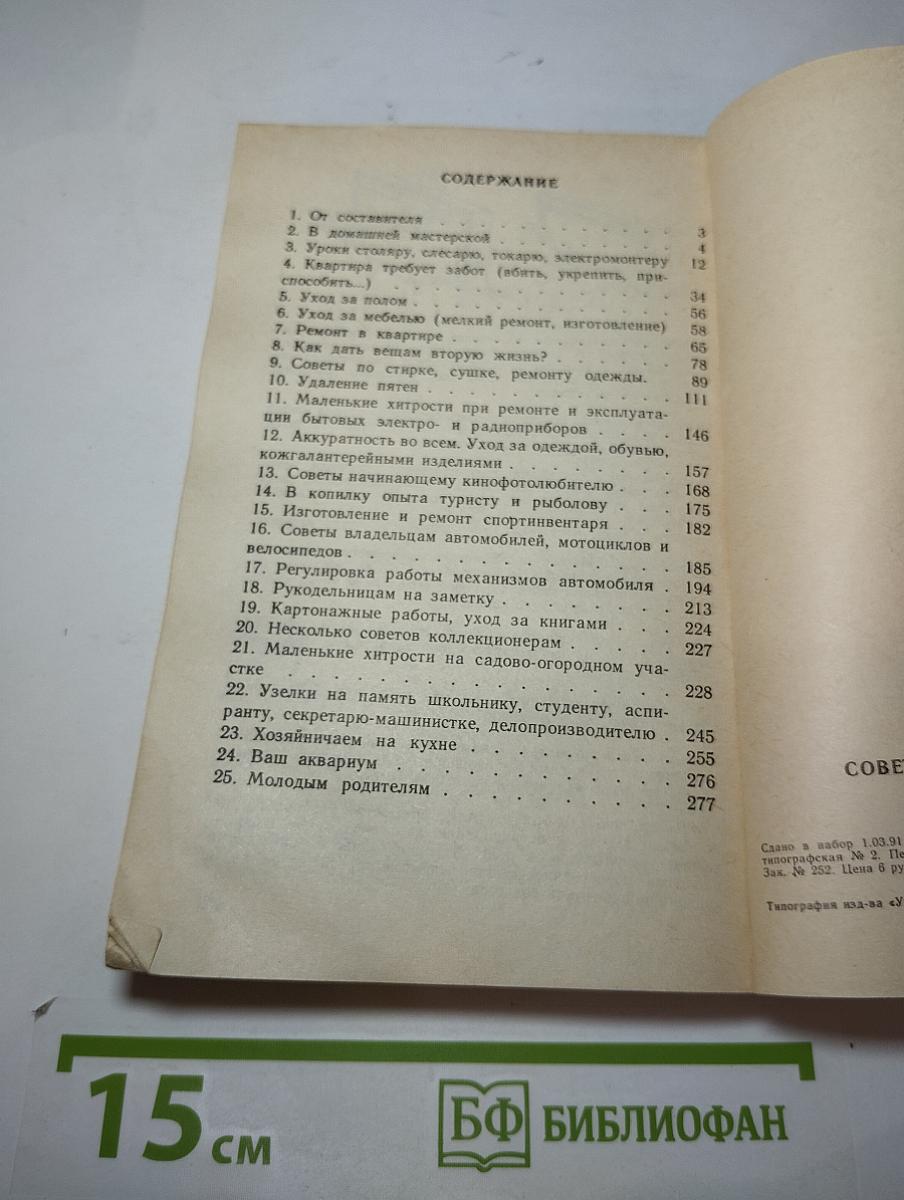 СОДЕРЖАНИЕ
1. От составителя . . . . . . . . . . 3
2. В домашней мастерской . . . . . . . . 4
3. Уроки столяру, слесарю, токарю, электромонтеру 12
4. Квартира требует забот (вбить, укрепить, при-
способить...) . . . . . . . . . . . . 34
5. Уход за полом . . . . . . . . . . . 56
6. Уход за мебелью (мелкий ремонт, изготовление) 58
7. Ремонт в квартире . . . . . . . . . 65
8. Как дать вещам вторую жизнь? . . . . . 78
9. Советы по стирке, сушке, ремонту одежды. 89
10. Удаление пятен . . . . . . . . . . 111
11. Маленькие хитрости при ремонте и эксплуата-
ции бытовых электро- и радиоприборов . . . . 146
12. Аккуратность во всем. Уход за одеждой, обувью,
кожгалантерейными изделиями . . . . . . . 157
13. Советы начинающему кинофотолюбителю . . . 168
14. В копилку опыта туристу и рыболову . . . 175
15. Изготовление и ремонт спортинвентаря . . . 182
16. Советы владельцам автомобилей, мотоциклов и
велосипедов . . . . . . . . . . . . . 185
17. Регулировка работы механизмов автомобиля . 194
18. Рукодельницам на заметку . . . . . . . 213
19. Картонажные работы, уход за книгами . . . 224
20. Несколько советов коллекционерам . . . . . 227
21. Маленькие хитрости на садово-огородном уча-
стке . . . . . . . . . . . . . . . 228
22. Узелки на память школьнику, студенту, аспи-
ранту, секретарю-машинистке, делопроизводителю . 245
23. Хозяйничаем на кухне . . . . . . . . 255
24. Ваш аквариум . . . . . . . . . . . 276
25. Молодым родителям . . . . . . . . . 277
СОВЕ
Сдано в набор 1.03.91
типографская № 2. Пе
Зак. № 252. Цена 6 ру
Типография изд-ва «У
15 см
БФ БИБЛИОФАН